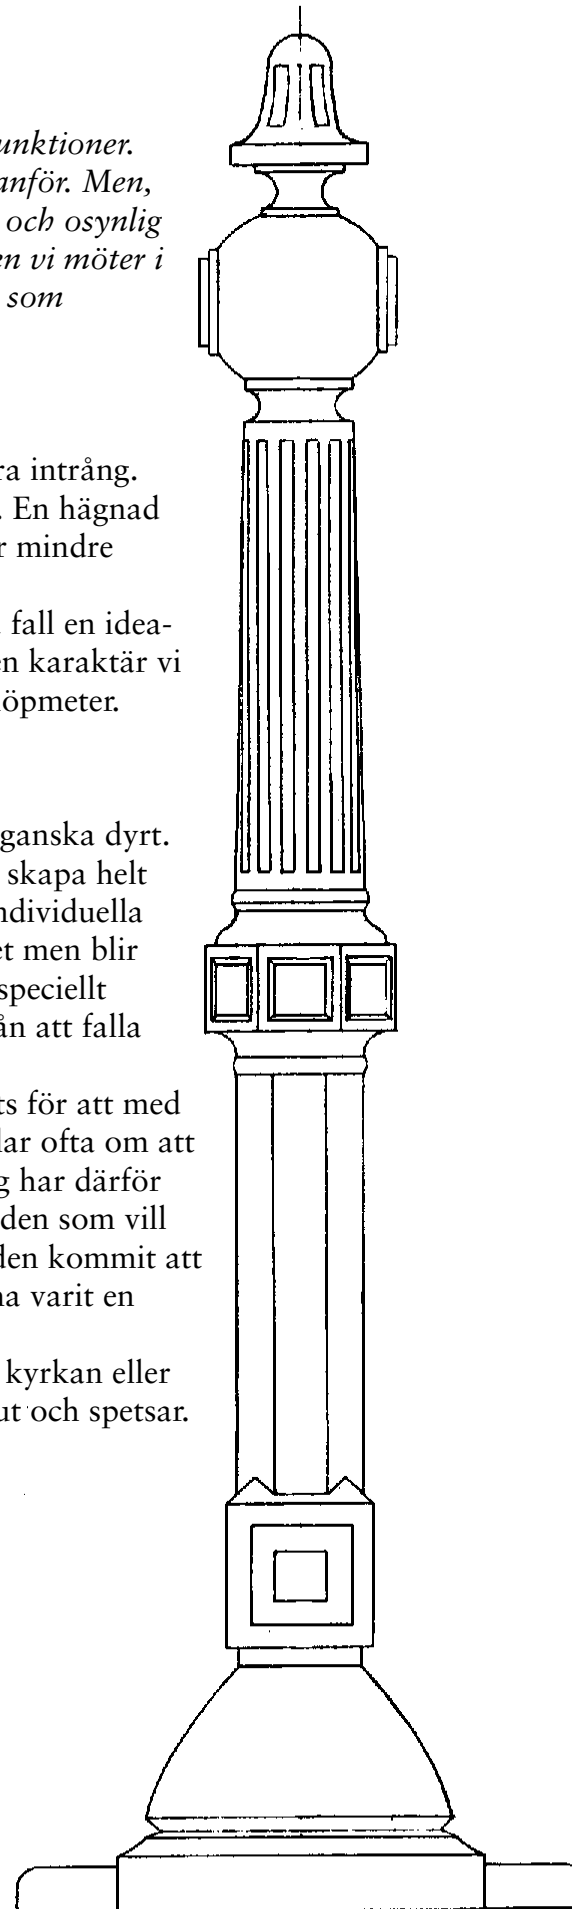 unktioner.
anför. Men,
och osynlig
en vi möter i
som
ra intrång.
. En hägnad
r mindre
fall en idea-
en karaktär vi
öpmeter.
ganska dyrt.
skapa helt
ndividuella
et men blir
speciellt
ån att falla
ts för att med
lar ofta om att
g har därför
den som vill
den kommit att
na varit en
kyrkan eller
ut och spetsar.